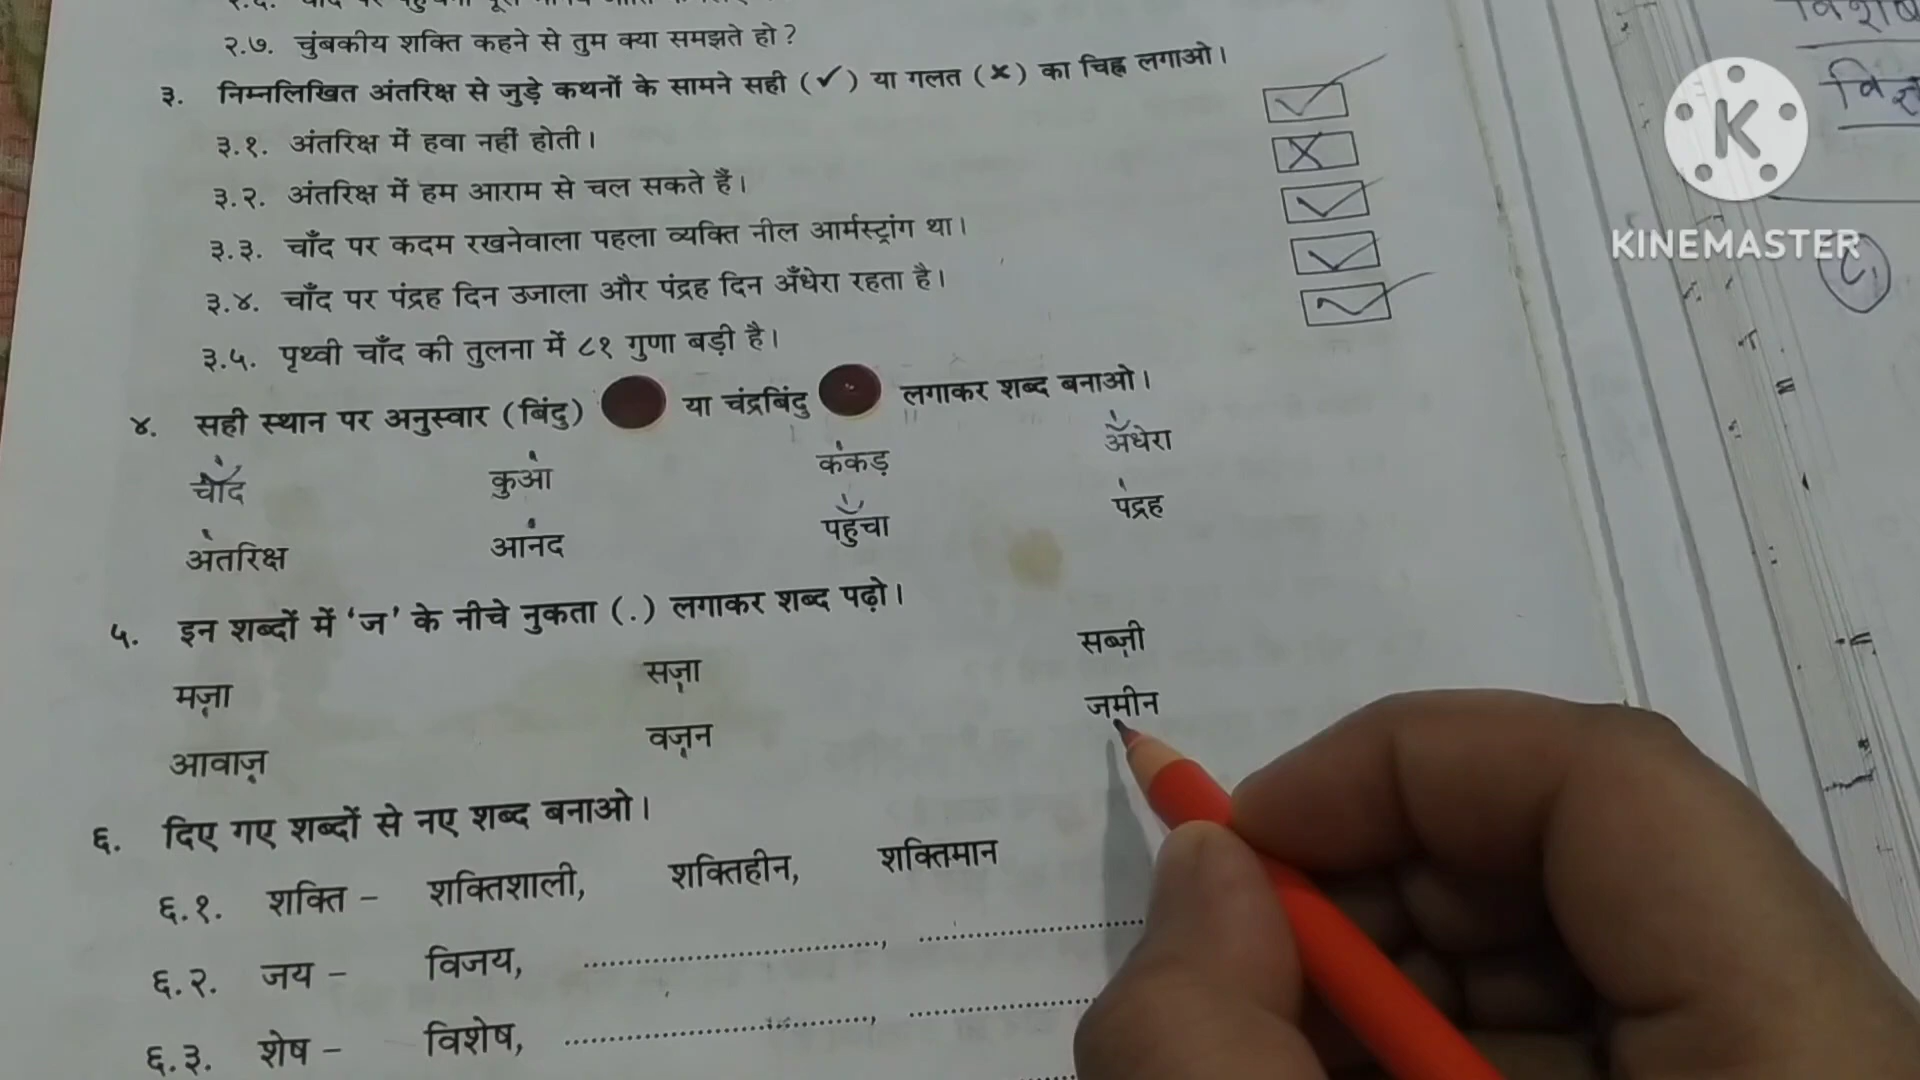 २.७. चुंबकीय शक्ति कहने से तुम क्या समझते हो?
३. निम्नलिखित अंतरिक्ष से जुड़े कथनों के सामने सही (✓) या गलत (×) का चिह्न लगाओ।
३.१. अंतरिक्ष में हवा नहीं होती। ✓
३.२. अंतरिक्ष में हम आराम से चल सकते हैं। ×
३.३. चाँद पर कदम रखनेवाला पहला व्यक्ति नील आर्मस्ट्रांग था। ✓
३.४. चाँद पर पंद्रह दिन उजाला और पंद्रह दिन अँधेरा रहता है। ✓
३.५. पृथ्वी चाँद की तुलना में ८१ गुणा बड़ी है। ✓
४. सही स्थान पर अनुस्वार (बिंदु) या चंद्रबिंदु लगाकर शब्द बनाओ।
चाँद कुआं कंकड़ अँधेरा
अंतरिक्ष आनंद पहुँचा पंद्रह
५. इन शब्दों में 'ज' के नीचे नुकता (.) लगाकर शब्द पढ़ो।
मज़ा सज़ा सब्ज़ी
आवाज़ वज़न जमीन
६. दिए गए शब्दों से नए शब्द बनाओ।
६.१. शक्ति – शक्तिशाली, शक्तिहीन, शक्तिमान
६.२. जय – विजय, ...................., ....................
६.३. शेष – विशेष, ...................., ....................
K
KINEMASTER